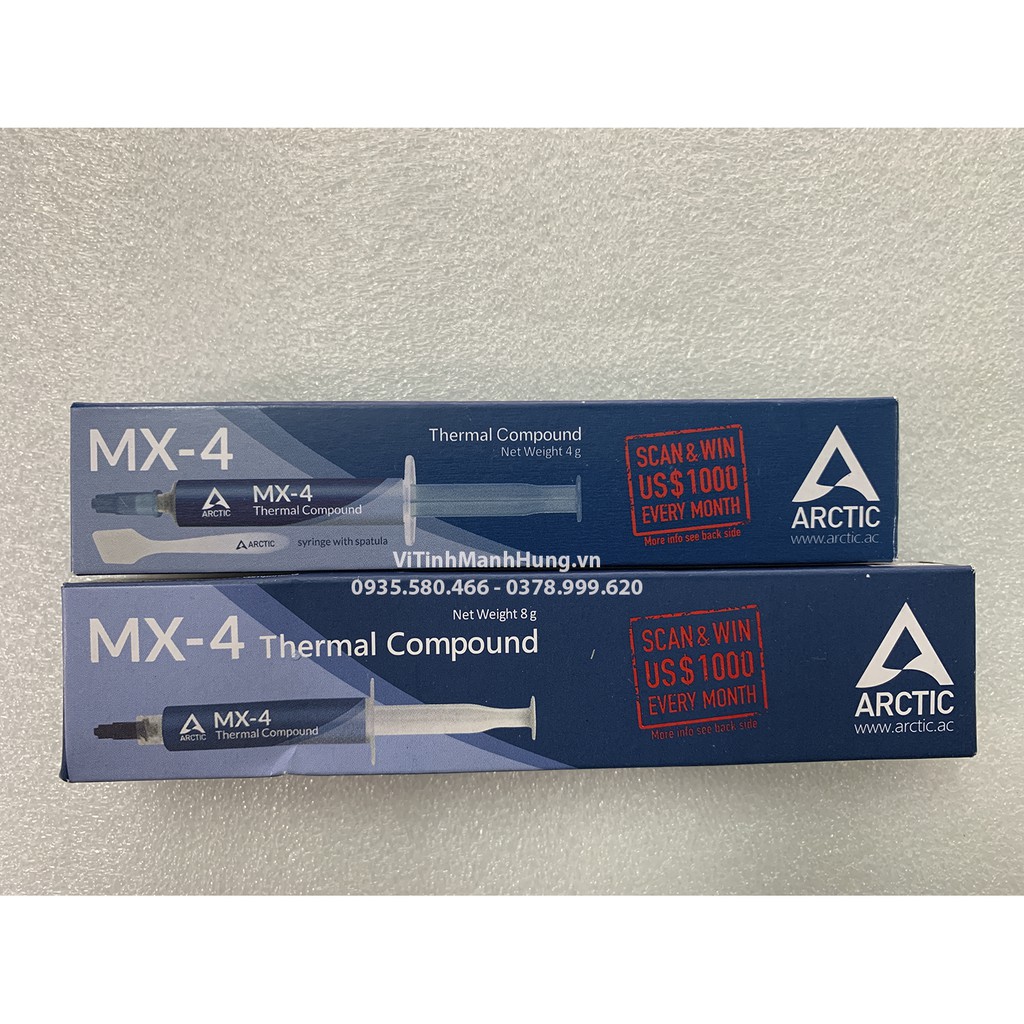 MX-4
Thermal Compound
Net Weight 4 g
ARCTIC
MX-4
Thermal Compound
ARCTIC
syringe with spatula
SCAN & WIN
US$1000
EVERY MONTH
More info see back side
ARCTIC
www.arctic.ac
ViTinhManhHung.vn
0935.580.466 - 0378.999.620
Net Weight 8 g
MX-4 Thermal Compound
ARCTIC
MX-4
Thermal Compound
SCAN & WIN
US$1000
EVERY MONTH
More info see back side
ARCTIC
www.arctic.ac